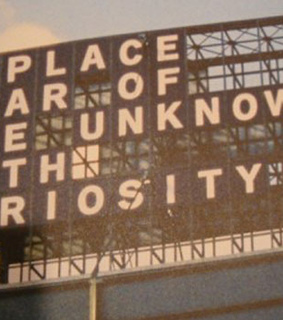 PLACE
AR OF
E UNKNOW
TH
RIOSITY